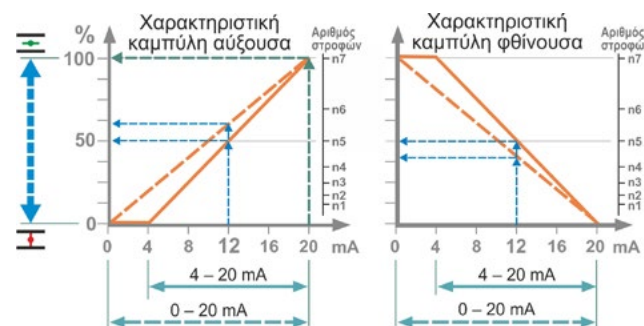 Χαρακτηριστική
καμπύλη αύξουσα
%
Αριθμός
στροφών
100
50
0
n7
n6
n5
n4
n3
n2
n1
0 4 8 12 16 20 mA
4 – 20 mA
0 – 20 mA
Χαρακτηριστική
καμπύλη φθίνουσα
Αριθμός
στροφών
n7
n6
n5
n4
n3
n2
n1
0 4 8 12 16 20 mA
4 – 20 mA
0 – 20 mA